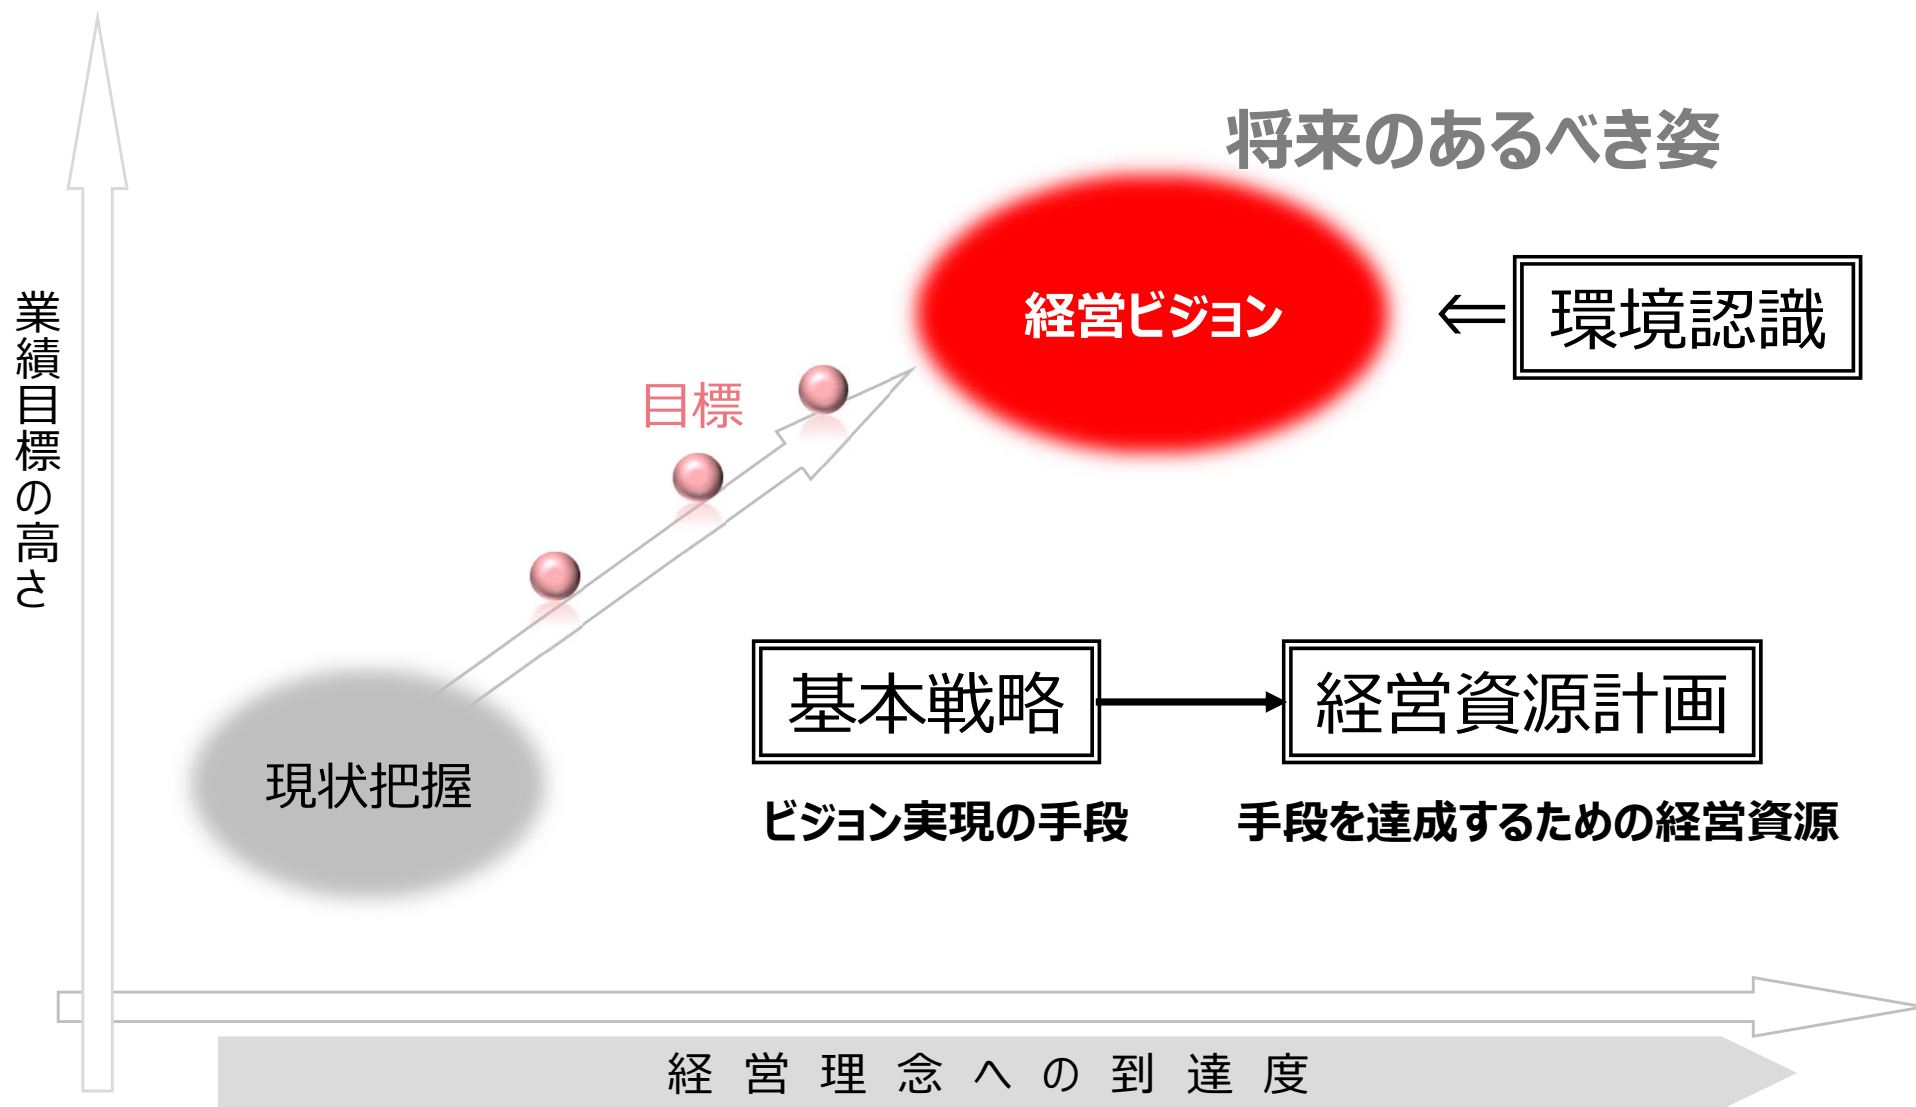 将来のあるべき姿
経営ビジョン
⇐ 環境認識
業績目標の高さ
目標
基本戦略
経営資源計画
現状把握
ビジョン実現の手段
手段を達成するための経営資源
経営理念への到達度